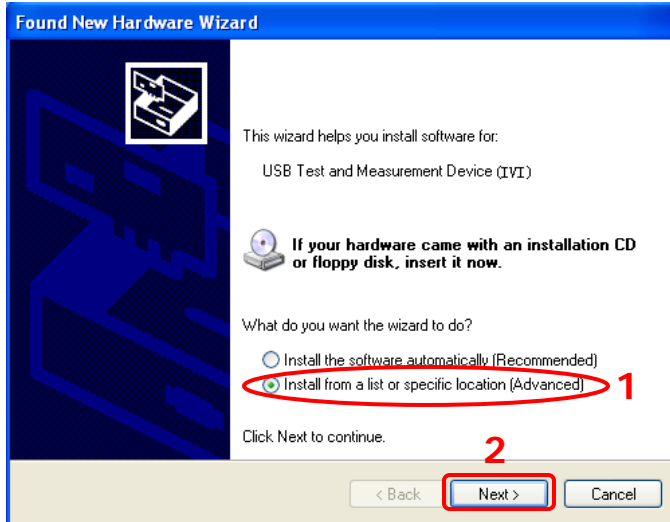 Found New Hardware Wizard
This wizard helps you install software for:
USB Test and Measurement Device (IVI)
If your hardware came with an installation CD
or floppy disk, insert it now.
What do you want the wizard to do?
Install the software automatically (Recommended)
Install from a list or specific location (Advanced)
1
Click Next to continue.
2
< Back
Next >
Cancel